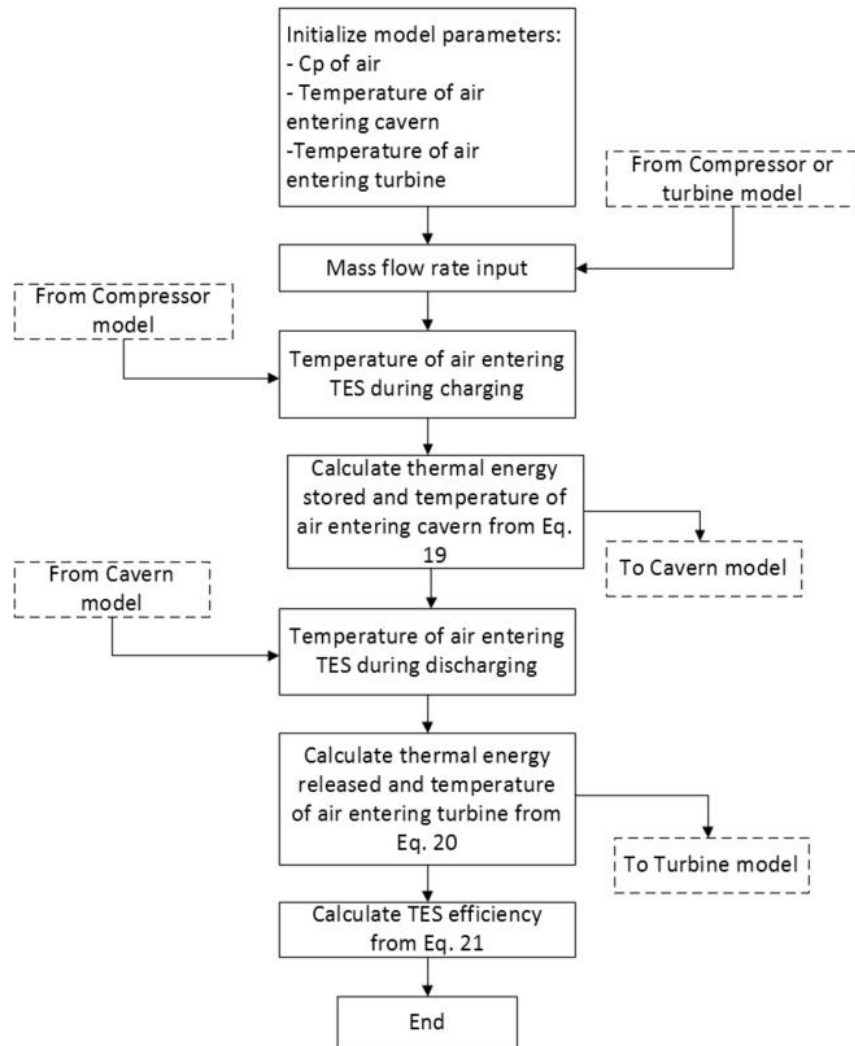 Initialize model parameters:
- Cp of air
- Temperature of air
entering cavern
-Temperature of air
entering turbine
From Compressor or
turbine model
Mass flow rate input
From Compressor
model
Temperature of air entering
TES during charging
Calculate thermal energy
stored and temperature of
air entering cavern from Eq.
19
To Cavern model
From Cavern
model
Temperature of air entering
TES during discharging
Calculate thermal energy
released and temperature
of air entering turbine from
Eq. 20
To Turbine model
Calculate TES efficiency
from Eq. 21
End